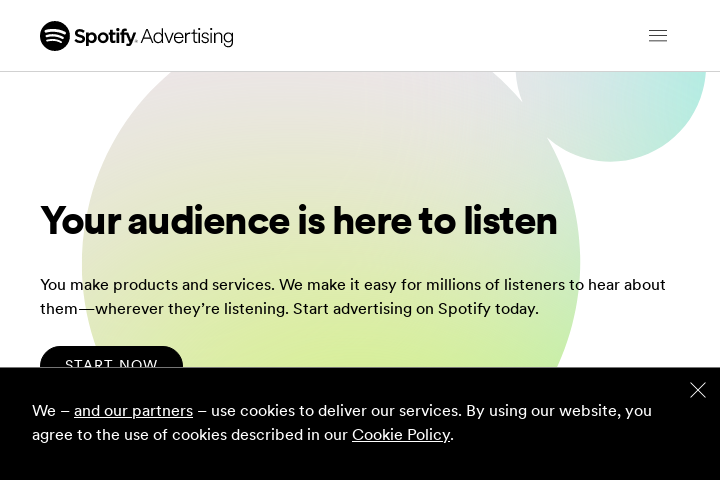 Spotify Advertising
Your audience is here to listen
You make products and services. We make it easy for millions of listeners to hear about
them—wherever they’re listening. Start advertising on Spotify today.
START NOW
We – and our partners – use cookies to deliver our services. By using our website, you
agree to the use of cookies described in our Cookie Policy.